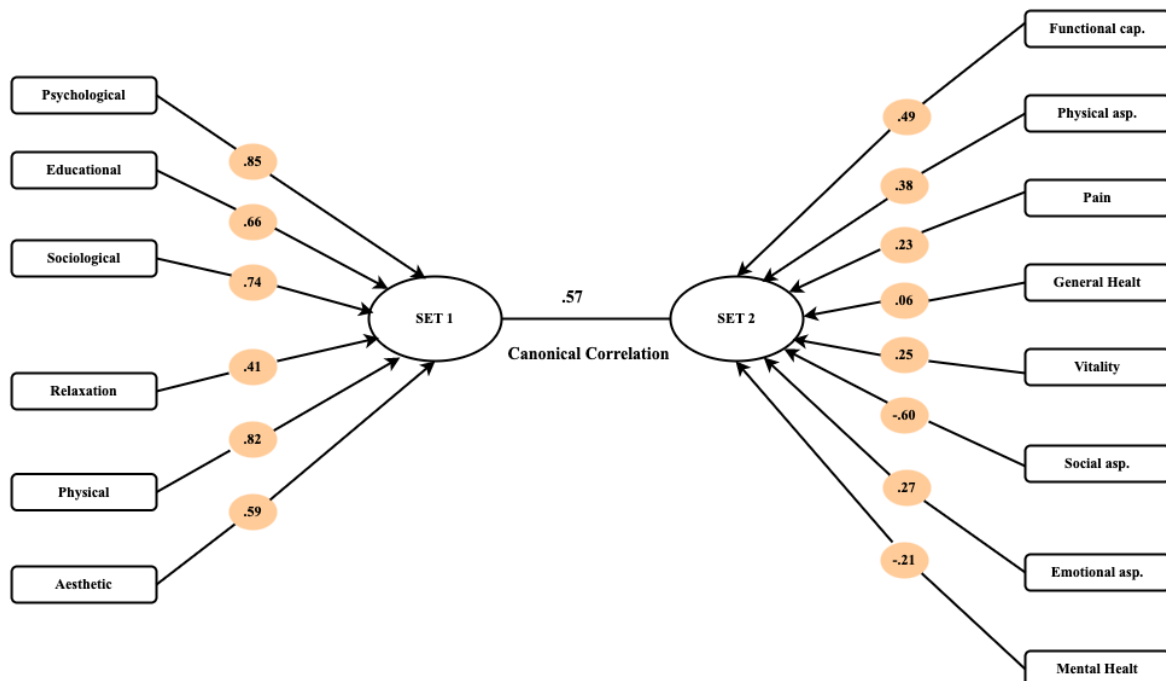 Psychological
Educational
Sociological
Relaxation
Physical
Aesthetic
.85
.66
.74
.41
.82
.59
SET 1
.57
Canonical Correlation
SET 2
.49
.38
.23
.06
.25
-.60
.27
-.21
Functional cap.
Physical asp.
Pain
General Healt
Vitality
Social asp.
Emotional asp.
Mental Healt